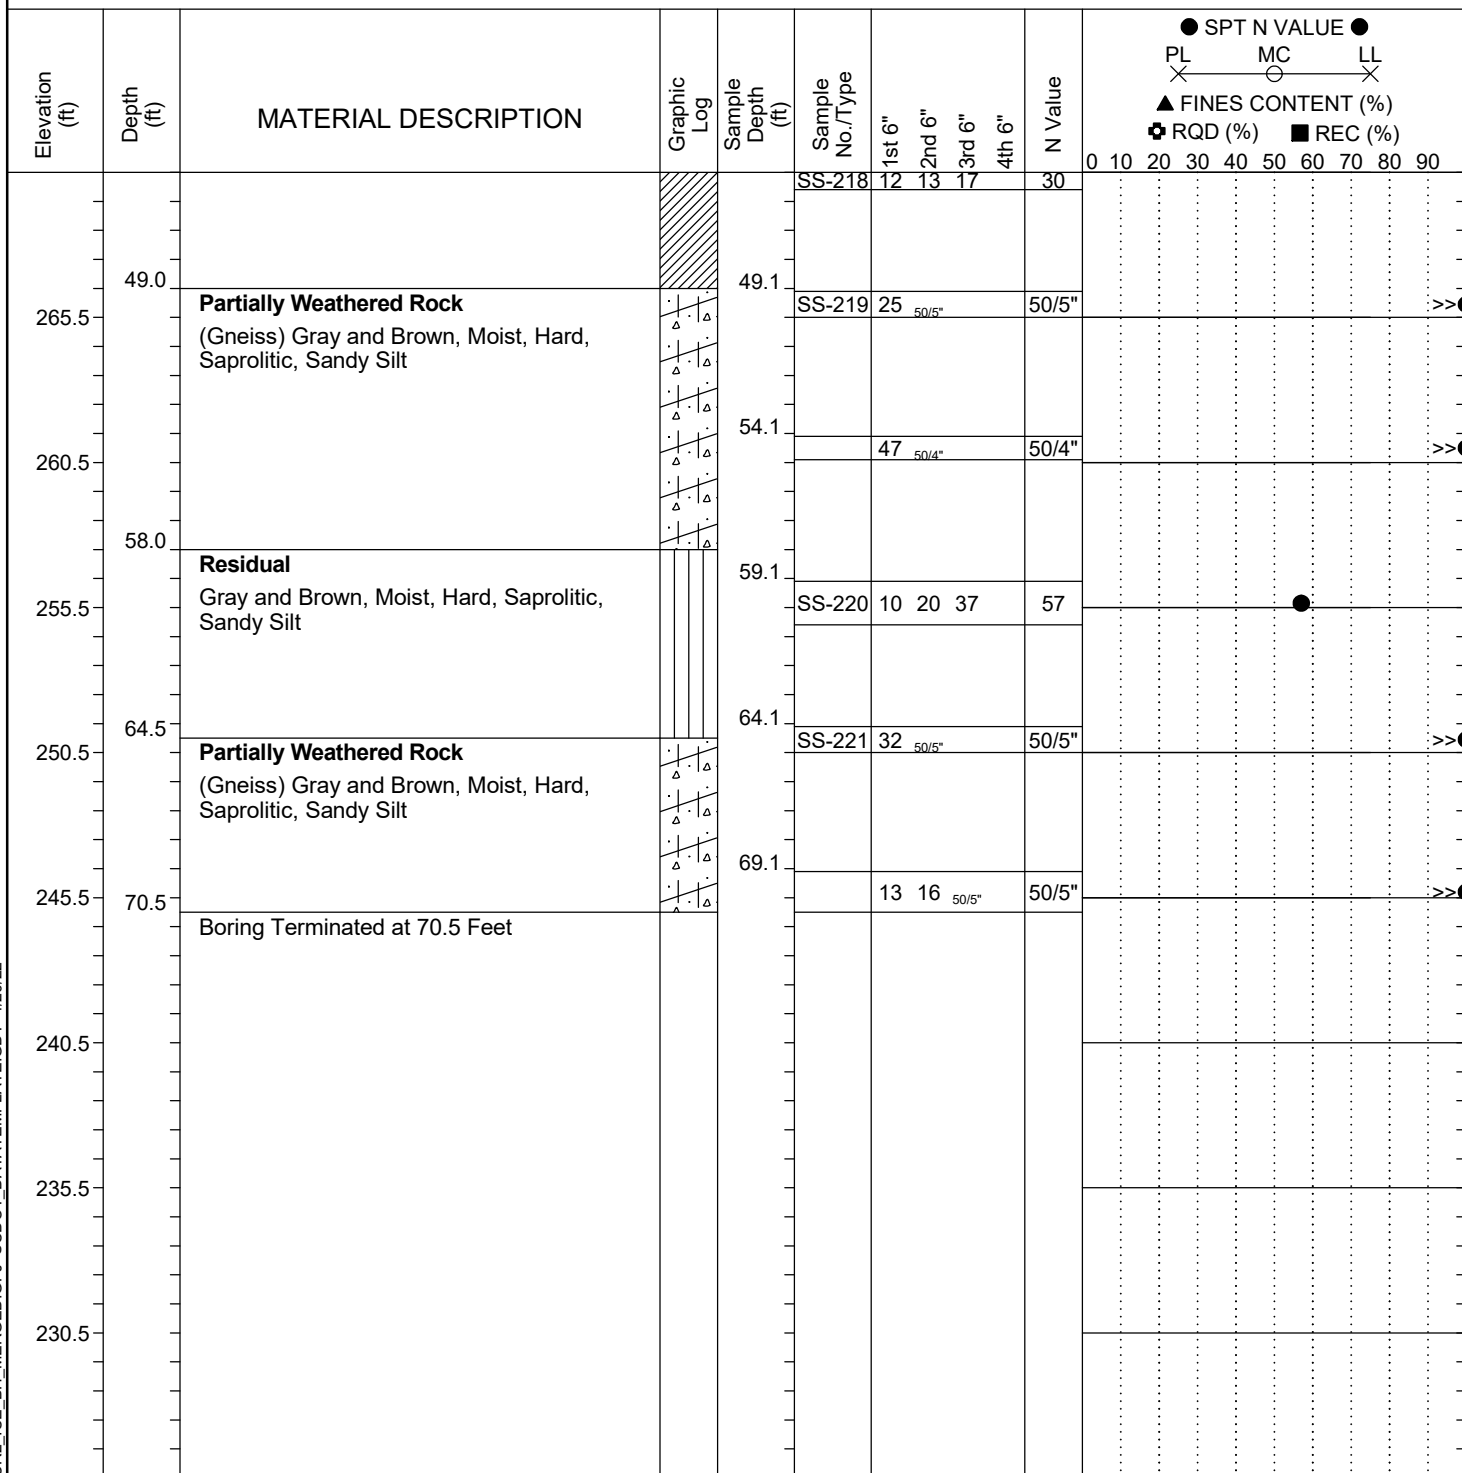 ● SPT N VALUE ●
PL MC LL
▲ FINES CONTENT (%)
RQD (%) ■ REC (%)
0 10 20 30 40 50 60 70 80 90
Elevation (ft)
Depth (ft)
MATERIAL DESCRIPTION
Graphic Log
Sample Depth (ft)
Sample No./Type
1st 6"
2nd 6"
3rd 6"
4th 6"
N Value
SS-218 12 13 17 30
49.0 49.1
Partially Weathered Rock
265.5 SS-219 25 50/5" 50/5" >>●
(Gneiss) Gray and Brown, Moist, Hard,
Saprolitic, Sandy Silt
54.1
47 50/4" 50/4" >>●
260.5
58.0
Residual
59.1
Gray and Brown, Moist, Hard, Saprolitic,
255.5 SS-220 10 20 37 57
Sandy Silt
64.5 64.1
SS-221 32 50/5" 50/5" >>●
250.5 Partially Weathered Rock
(Gneiss) Gray and Brown, Moist, Hard,
Saprolitic, Sandy Silt
69.1
245.5 70.5 13 16 50/5" 50/5" >>●
Boring Terminated at 70.5 Feet
240.5
235.5
230.5